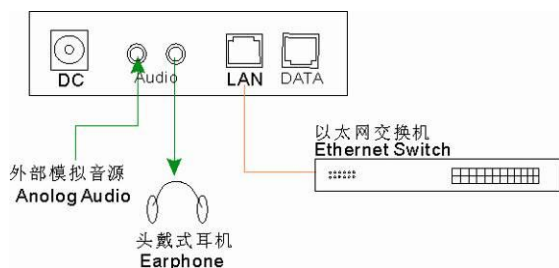 DC
Audio
LAN
DATA
以太网交换机
Ethernet Switch
外部模拟音源
Anolog Audio
头戴式耳机
Earphone